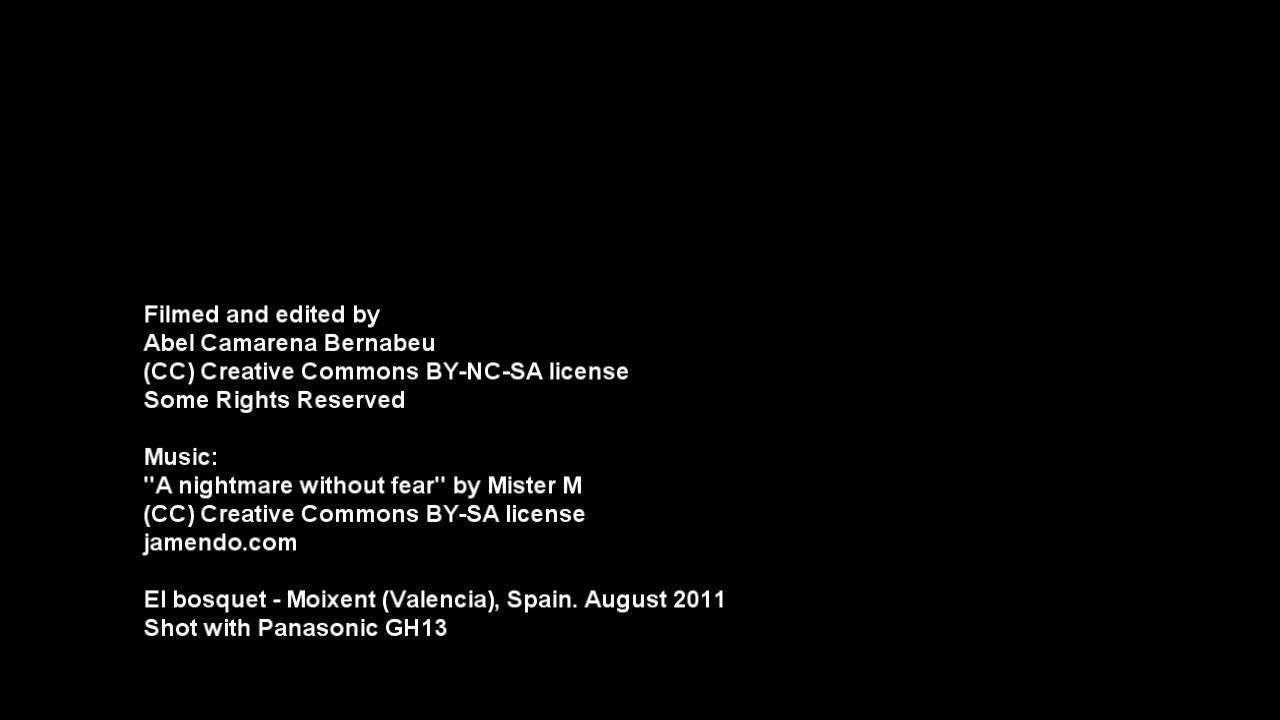 Filmed and edited by
Abel Camarena Bernabeu
(CC) Creative Commons BY-NC-SA license
Some Rights Reserved
Music:
"A nightmare without fear" by Mister M
(CC) Creative Commons BY-SA license
jamendo.com
El bosquet - Moixent (Valencia), Spain. August 2011
Shot with Panasonic GH13